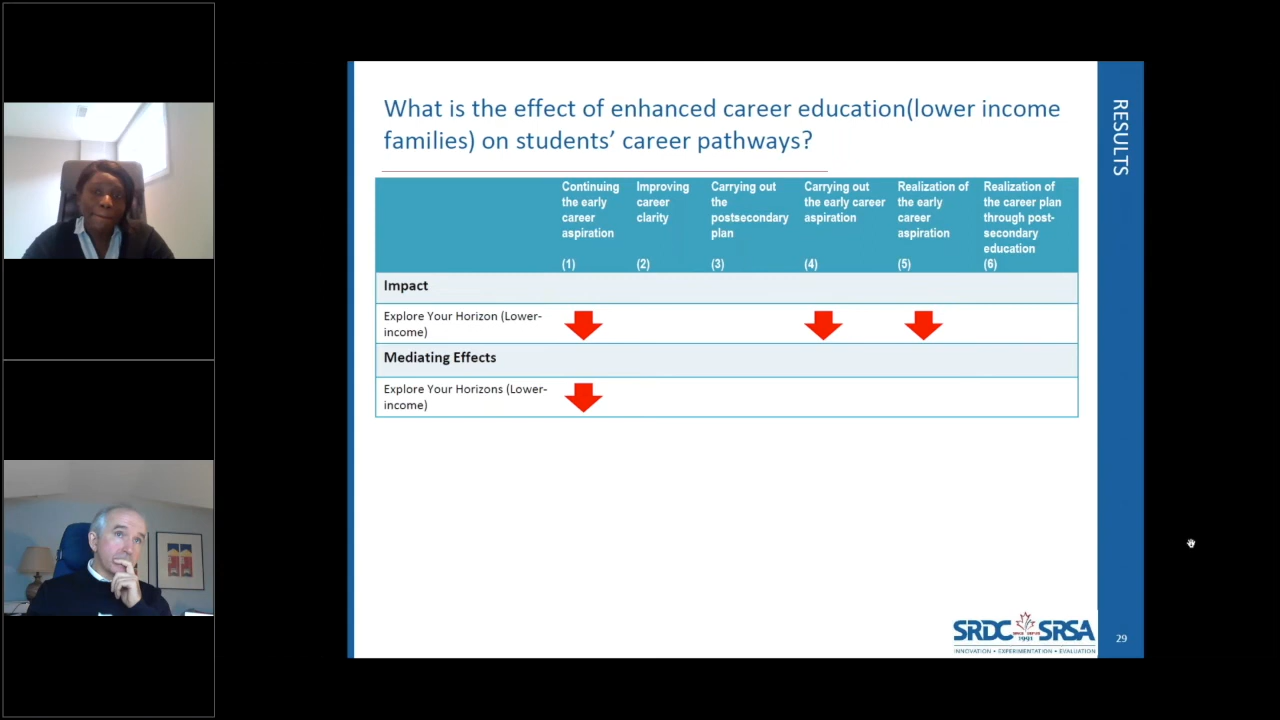 What is the effect of enhanced career education(lower income
families) on students’ career pathways?
RESULTS
Continuing
the early
career
aspiration
(1)
Improving
career
clarity
(2)
Carrying out
the
postsecondary
plan
(3)
Carrying out
the early career
aspiration
(4)
Realization of
the early
career
aspiration
(5)
Realization of
the career plan
through post-
secondary
education
(6)
Impact
Explore Your Horizon (Lower-
income)
Mediating Effects
Explore Your Horizons (Lower-
income)
SRDC SRSA
1991
INNOVATION • EXPERIMENTATION • EVALUATION
29